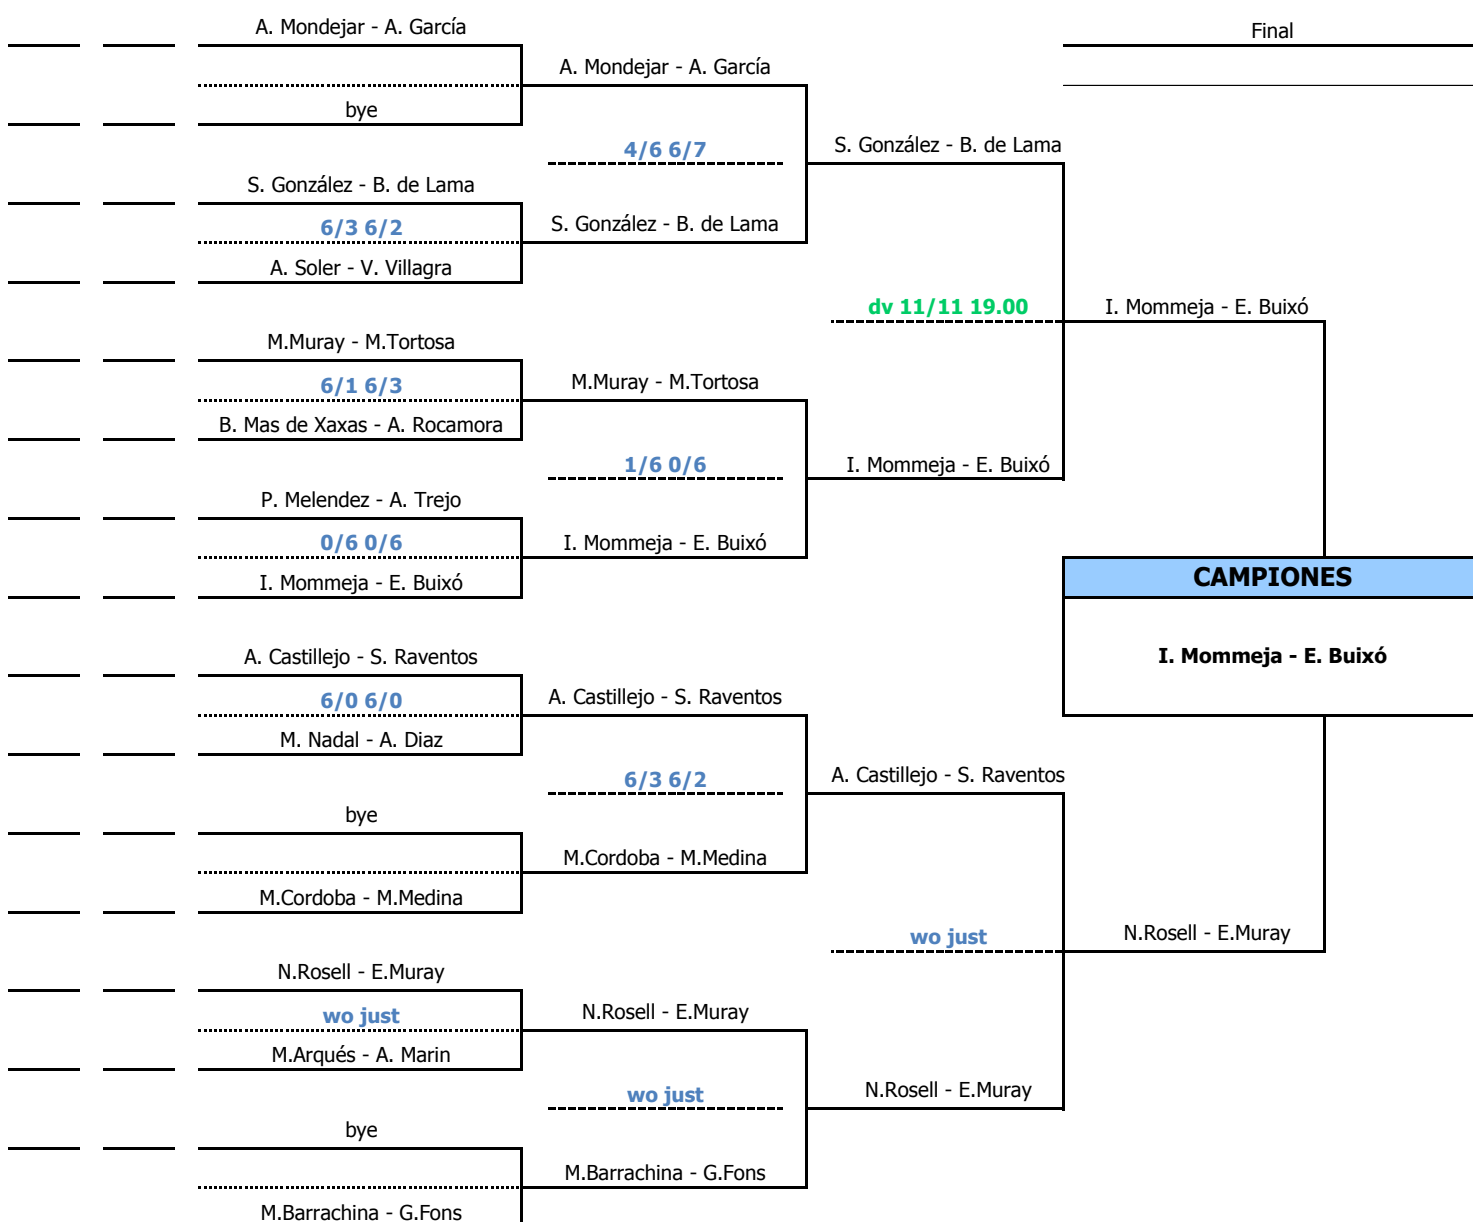 A. Mondejar - A. García
Final
A. Mondejar - A. García
bye
4/6 6/7
S. González - B. de Lama
S. González - B. de Lama
6/3 6/2
S. González - B. de Lama
A. Soler - V. Villagra
dv 11/11 19.00
I. Mommeja - E. Buixó
M.Muray - M.Tortosa
6/1 6/3
M.Muray - M.Tortosa
B. Mas de Xaxas - A. Rocamora
1/6 0/6
I. Mommeja - E. Buixó
P. Melendez - A. Trejo
0/6 0/6
I. Mommeja - E. Buixó
I. Mommeja - E. Buixó
CAMPIONES
I. Mommeja - E. Buixó
A. Castillejo - S. Raventos
6/0 6/0
A. Castillejo - S. Raventos
M. Nadal - A. Diaz
6/3 6/2
A. Castillejo - S. Raventos
bye
M.Cordoba - M.Medina
M.Cordoba - M.Medina
wo just
N.Rosell - E.Muray
N.Rosell - E.Muray
wo just
N.Rosell - E.Muray
M.Arqués - A. Marin
wo just
N.Rosell - E.Muray
bye
M.Barrachina - G.Fons
M.Barrachina - G.Fons